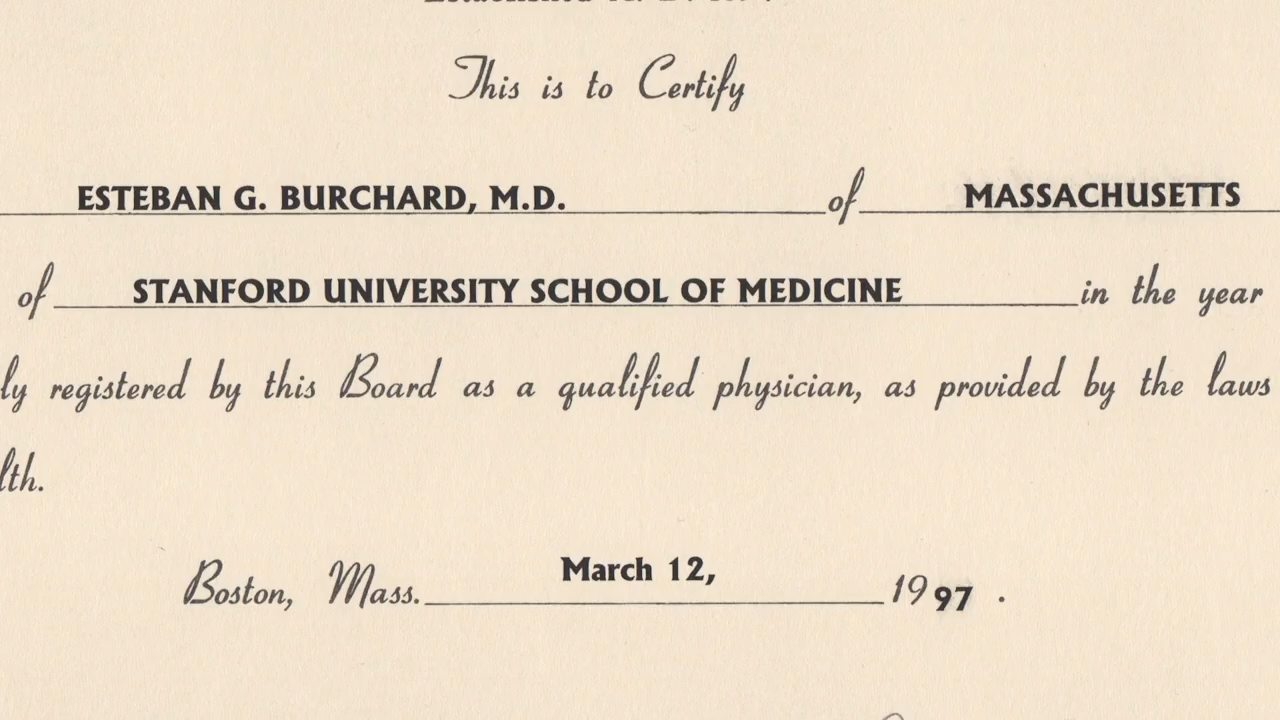 This is to Certify
ESTEBAN G. BURCHARD, M.D. of MASSACHUSETTS
of STANFORD UNIVERSITY SCHOOL OF MEDICINE in the year
ly registered by this Board as a qualified physician, as provided by the laws
lth.
Boston, Mass. March 12, 1997 .